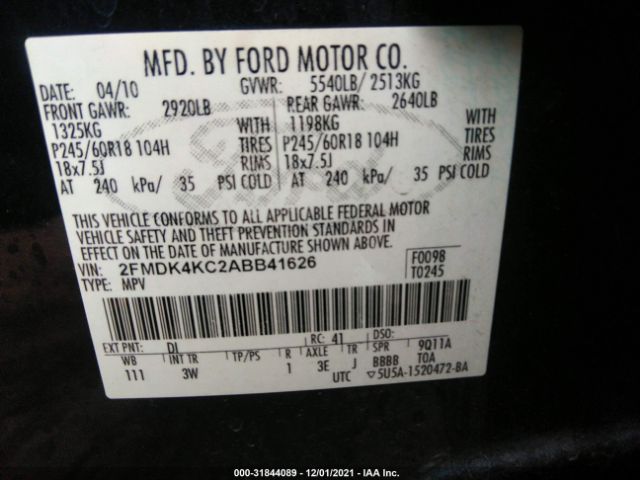 MFD. BY FORD MOTOR CO.
DATE: 04/10 GVWR: 5540LB/ 2513KG
FRONT GAWR: 2920LB REAR GAWR: 2640LB
1325KG WITH 1198KG WITH
P245/60R18 104H TIRES P245/60R18 104H TIRES
18x7.5J RIMS 18x7.5J RIMS
AT 240 kPa/ 35 PSI COLD AT 240 kPa/ 35 PSI COLD
THIS VEHICLE CONFORMS TO ALL APPLICABLE FEDERAL MOTOR
VEHICLE SAFETY AND THEFT PREVENTION STANDARDS IN
EFFECT ON THE DATE OF MANUFACTURE SHOWN ABOVE.
VIN: 2FMDK4KC2ABB41626 F0098
TYPE: MPV T0245
EXT PNT: DL RC: 41 DSO:
WB INT TR TP/PS R AXLE TR SPR 9Q11A
111 3W 1 3E J BBBB TOA
UTC ▽5U5A-1520472-BA
Ford
000-31844089 - 12/01/2021 - IAA Inc.